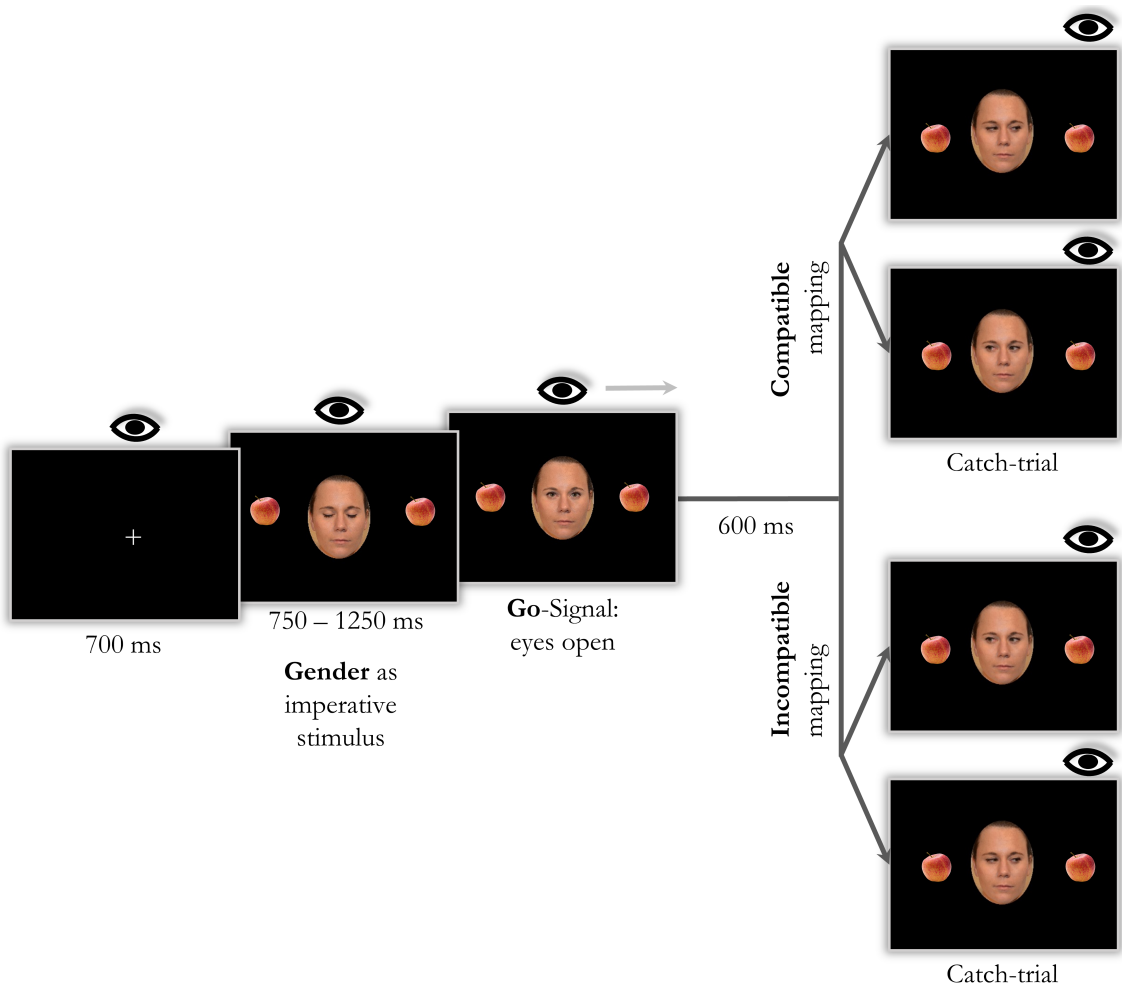 700 ms
750 – 1250 ms
Gender as
imperative
stimulus
Go-Signal:
eyes open
600 ms
Compatible
mapping
Catch-trial
Incompatible
mapping
Catch-trial